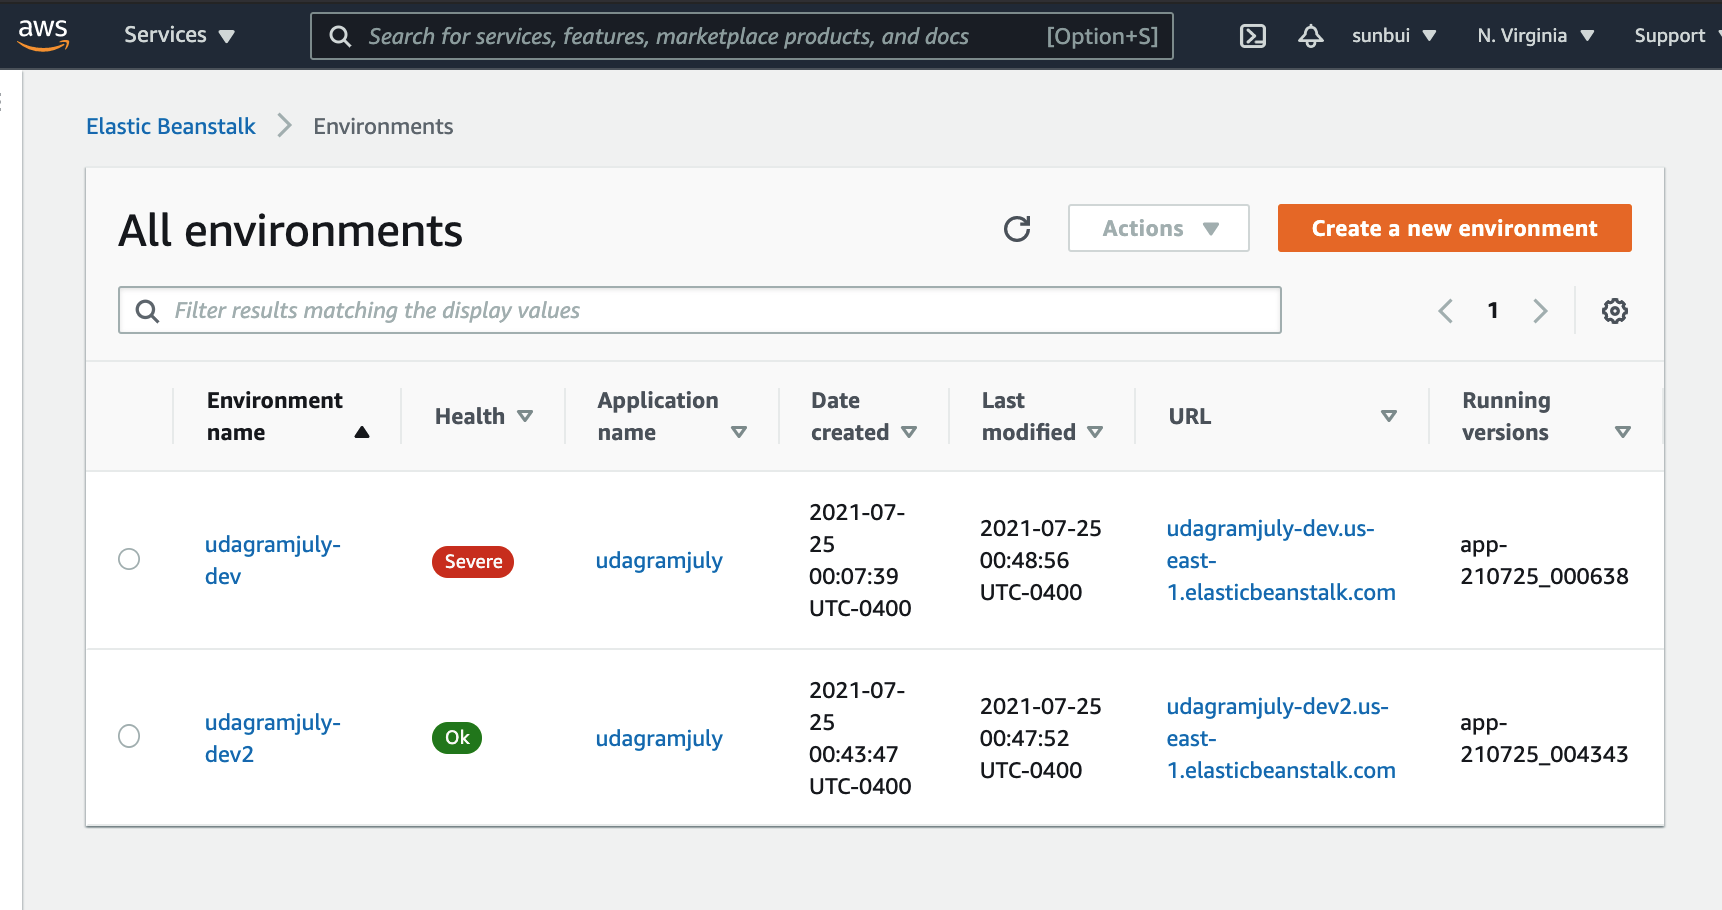 aws Services Search for services, features, marketplace products, and docs [Option+S] sunbui N. Virginia Support
Elastic Beanstalk Environments
All environments
Actions
Create a new environment
Filter results matching the display values
1
Environment name
Health
Application name
Date created
Last modified
URL
Running versions
udagramjuly-
dev
Severe
udagramjuly
2021-07-
25
00:07:39
UTC-0400
2021-07-25
00:48:56
UTC-0400
udagramjuly-dev.us-
east-
1.elasticbeanstalk.com
app-
210725_000638
udagramjuly-
dev2
Ok
udagramjuly
2021-07-
25
00:43:47
UTC-0400
2021-07-25
00:47:52
UTC-0400
udagramjuly-dev2.us-
east-
1.elasticbeanstalk.com
app-
210725_004343